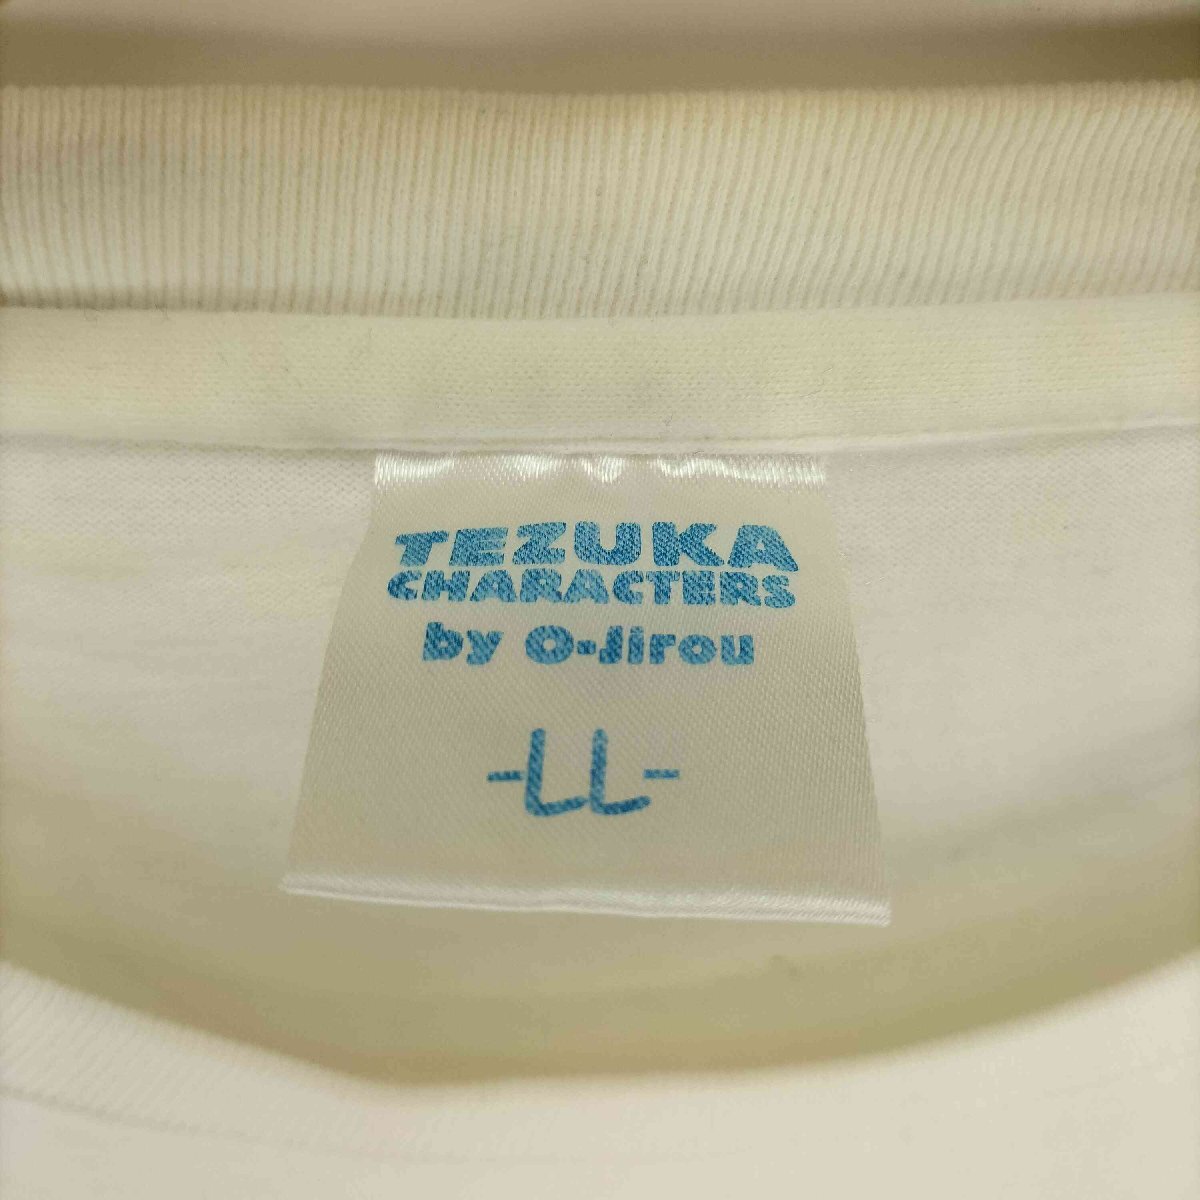 TEZUKA
CHARACTERS
by O-Jirou
-LL-